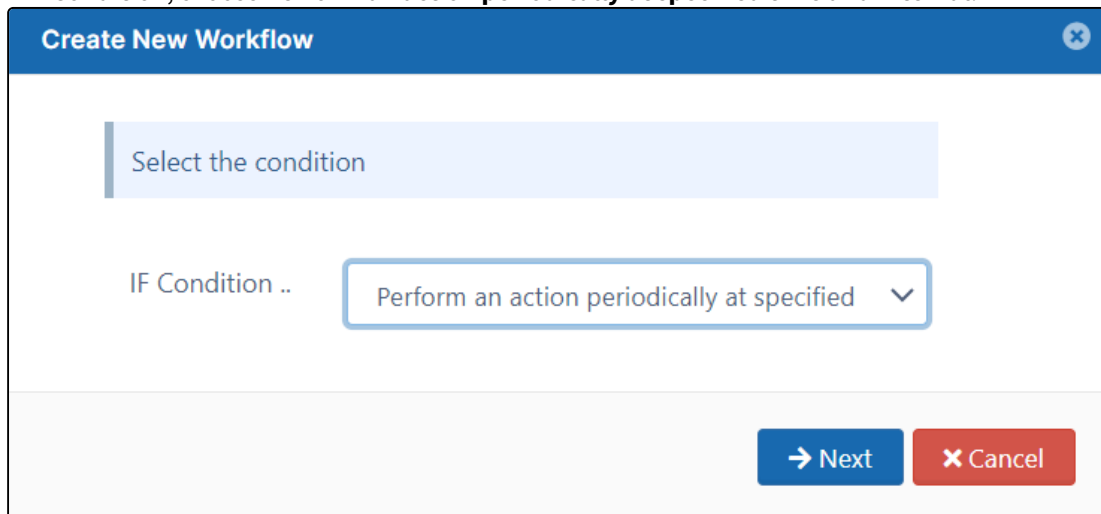 Create New Workflow
Select the condition
IF Condition ..
Perform an action periodically at specified
Next
Cancel